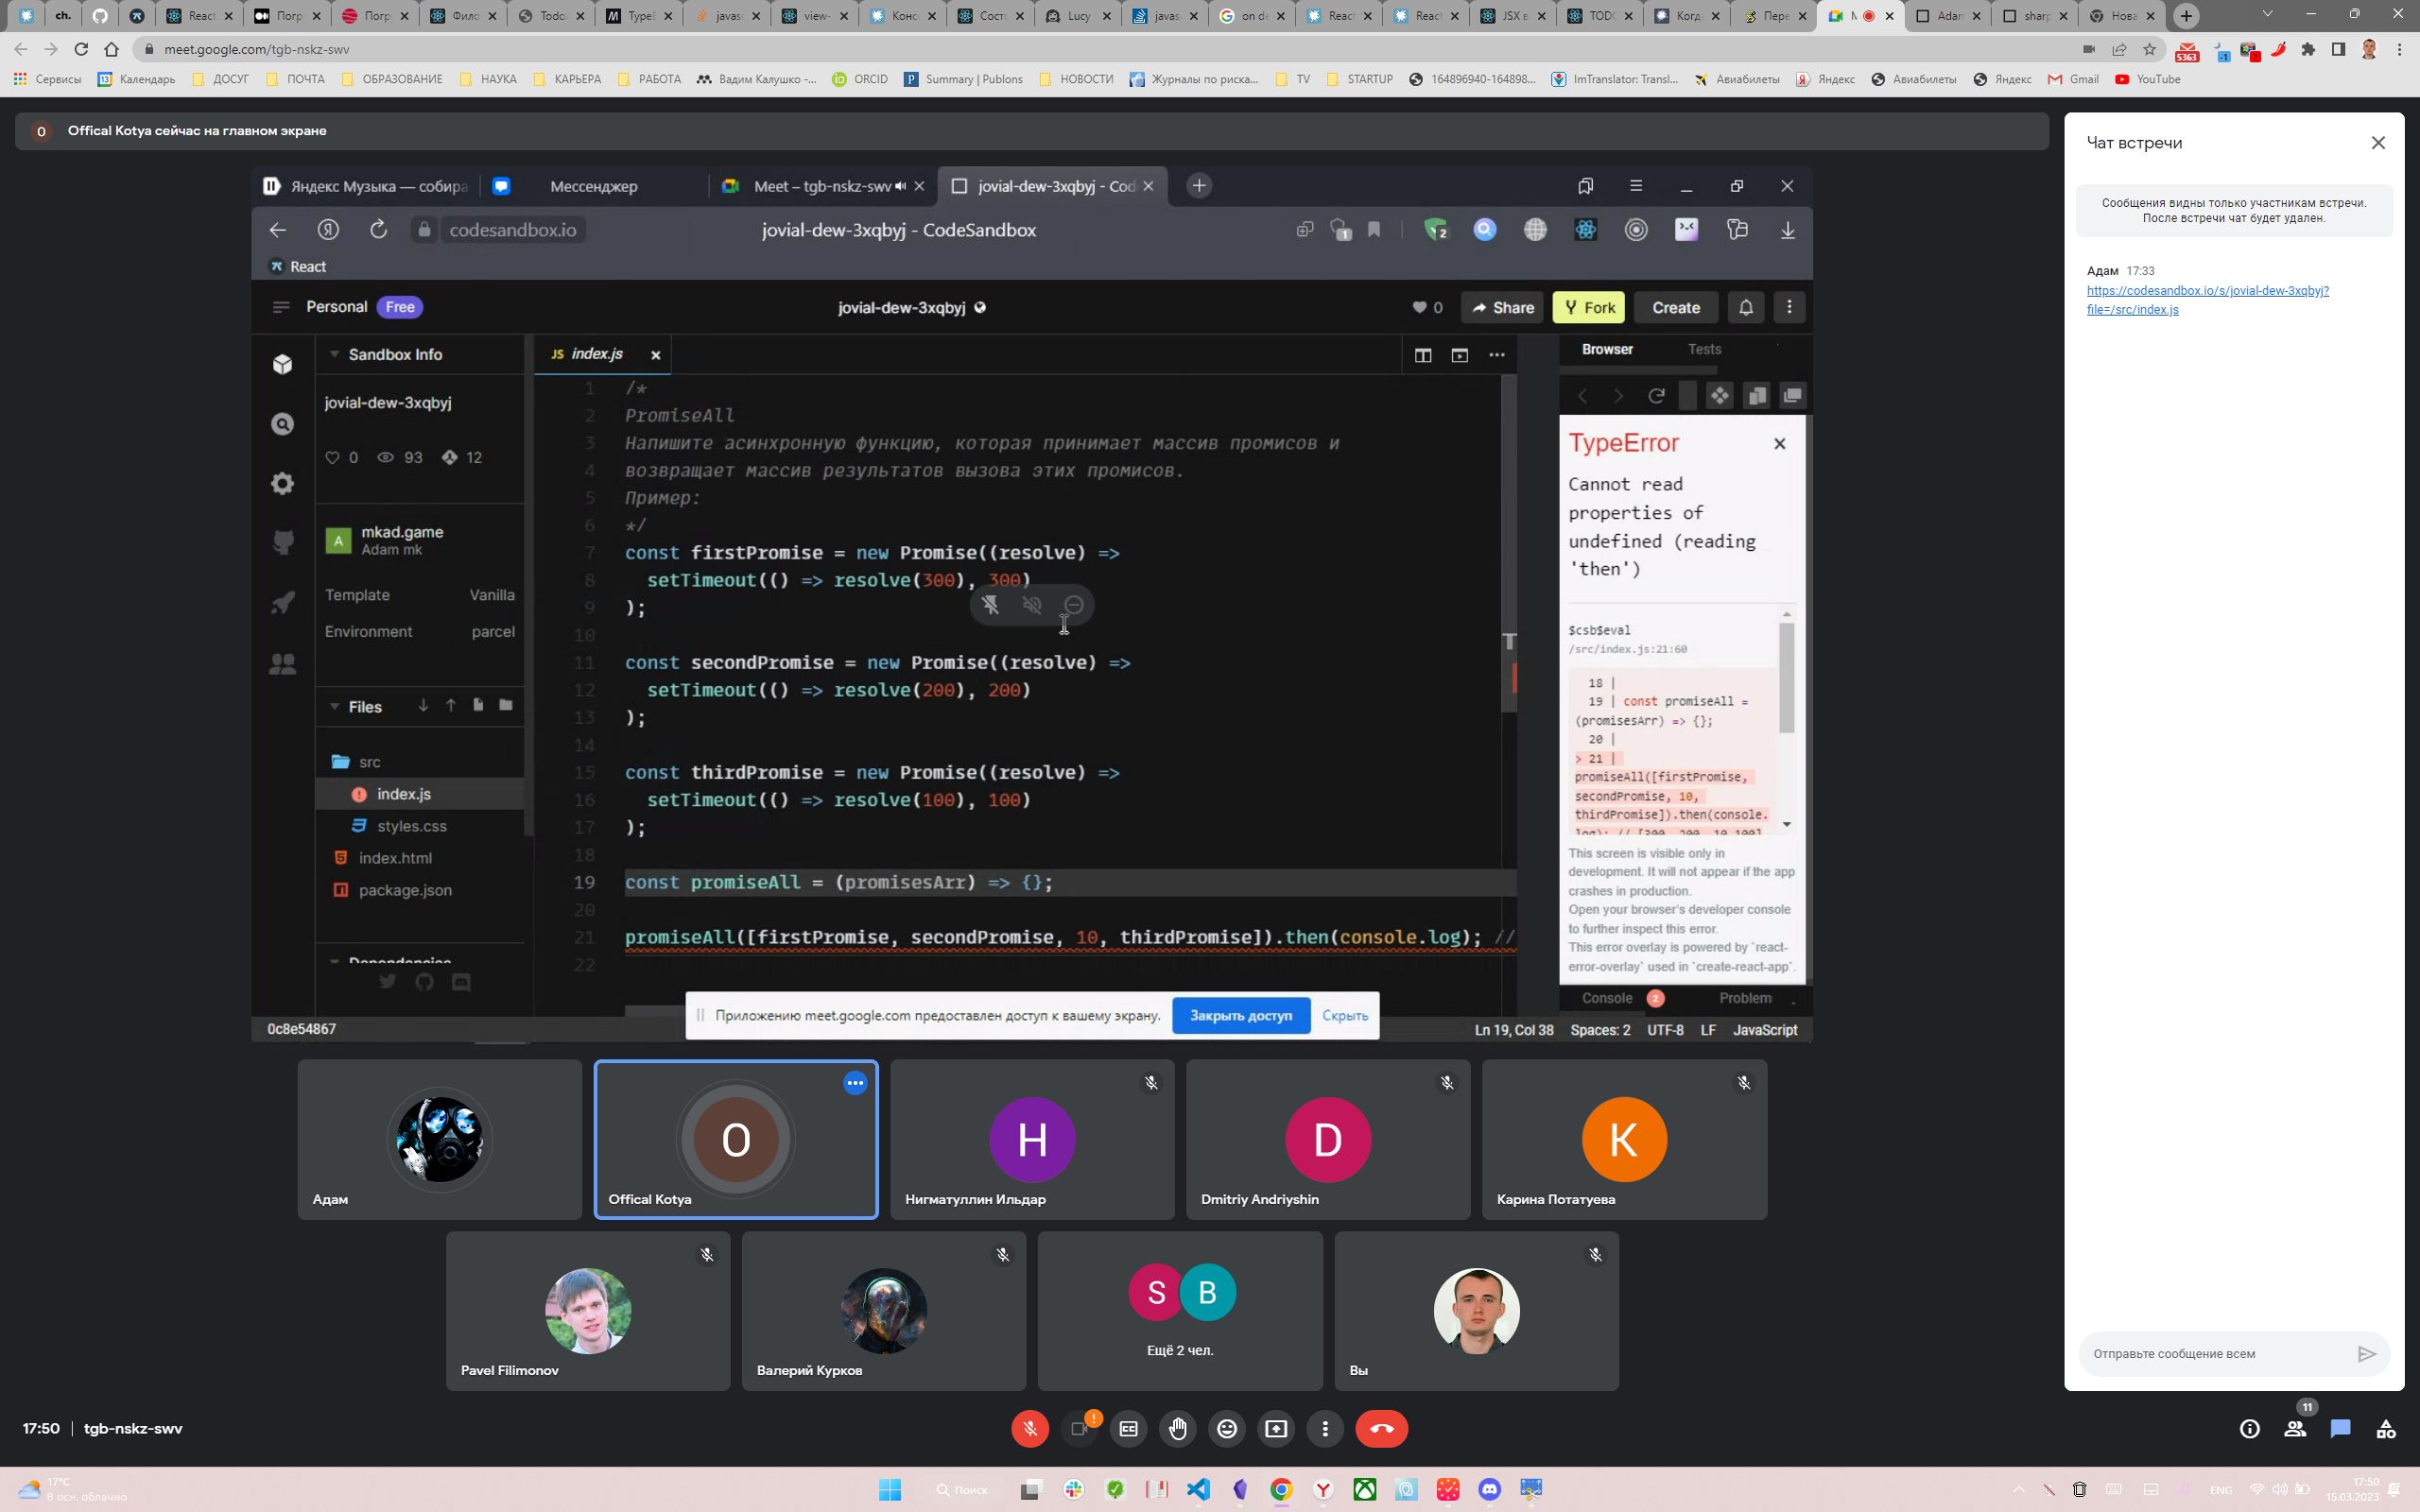 ch.
React
Погр
Погр
React
Фило
Todo
TypeE
javasc
view-
Конс
Состо
Lucy
javas
on de
React
React
JSX в
TODO
Когд
Пере
Adan
sharp
Нова
meet.google.com/tgb-nskz-swv
5363
Сервисы
Календарь
ДОСУГ
ПОЧТА
ОБРАЗОВАНИЕ
НАУКА
КАРЬЕРА
РАБОТА
Вадим Калушко -...
ORCID
Summary | Publons
НОВОСТИ
Журналы по риска...
TV
STARTUP
164896940-164898...
ImTranslator: Transl...
Авиабилеты
Яндекс
Авиабилеты
Яндекс
Gmail
YouTube
O
Offical Kotya сейчас на главном экране
Яндекс Музыка — собира
Мессенджер
Meet – tgb-nskz-swv
jovial-dew-3xqbyj - Cod
codesandbox.io
jovial-dew-3xqbyj - CodeSandbox
React
Personal Free
jovial-dew-3xqbyj
0
Share
Fork
Create
Sandbox Info
jovial-dew-3xqbyj
0 93 12
A
mkad.game
Adam mk
Template Vanilla
Environment parcel
Files
src
index.js
styles.css
index.html
package.json
Dependencies
0c8e54867
JS index.js
1 /*
2 PromiseAll
3 Напишите асинхронную функцию, которая принимает массив промисов и
4 возвращает массив результатов вызова этих промисов.
5 Пример:
6 */
7 const firstPromise = new Promise((resolve) =>
8 setTimeout(() => resolve(300), 300)
9 );
10
11 const secondPromise = new Promise((resolve) =>
12 setTimeout(() => resolve(200), 200)
13 );
14
15 const thirdPromise = new Promise((resolve) =>
16 setTimeout(() => resolve(100), 100)
17 );
18
19 const promiseAll = (promisesArr) => {};
20
21 promiseAll([firstPromise, secondPromise, 10, thirdPromise]).then(console.log); //
22
Browser Tests
TypeError
Cannot read
properties of
undefined (reading
'then')
$csb$eval
/src/index.js:21:60
18 |
19 | const promiseAll =
(promisesArr) => {};
20 |
> 21 |
promiseAll([firstPromise,
secondPromise, 10,
thirdPromise]).then(console.
log); // [300, 200, 10,100]
This screen is visible only in
development. It will not appear if the app
crashes in production.
Open your browser's developer console
to further inspect this error.
This error overlay is powered by `react-
error-overlay` used in `create-react-app`.
Console 2 Problem
Приложению meet.google.com предоставлен доступ к вашему экрану.
Закрыть доступ
Скрыть
Ln 19, Col 38 Spaces: 2 UTF-8 LF JavaScript
Чат встречи
Сообщения видны только участникам встречи.
После встречи чат будет удален.
Адам 17:33
https://codesandbox.io/s/jovial-dew-3xqbyj?
file=/src/index.js
Отправьте сообщение всем
Адам
O
Offical Kotya
Н
Нигматуллин Ильдар
D
Dmitriy Andriyshin
К
Карина Потатуева
Pavel Filimonov
Валерий Курков
S B
Ещё 2 чел.
Вы
17:50 | tgb-nskz-swv
11
17°C
В осн. облачно
Поиск
ENG
17:50
15.03.2023